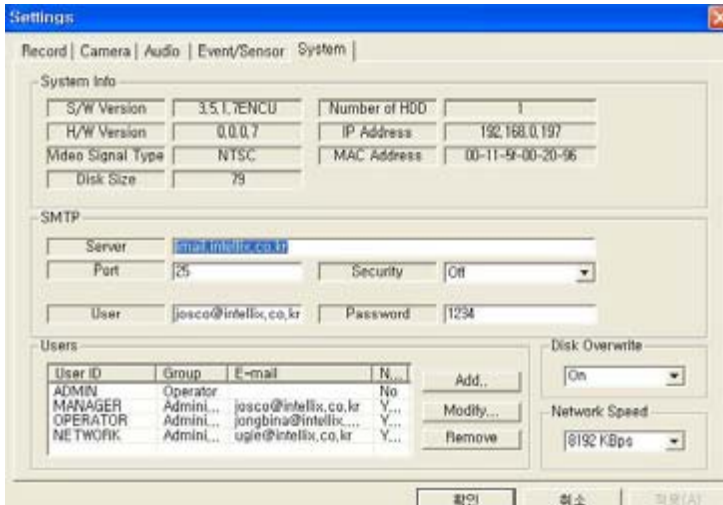 Settings
Record | Camera | Audio | Event/Sensor System |
System Info
S/W Version 3,5,1,7ENCU Number of HDD 1
H/W Version 0,0,0,7 IP Address 192,168,0,197
Video Signal Type NTSC MAC Address 00-11-5f-00-20-96
Disk Size 79
SMTP
Server mail.intellix.co.kr
Port 25 Security Off
User josco@intellix,co,kr Password 1234
Users Disk Overwrite
User ID Group E-mail N... Add.. On
ADMIN Operator No
MANAGER Admini... josco@intellix,co,kr Y... Modify... Network Speed
OPERATOR Admini... jongbina@intellix.... Y...
NETWORK Admini... ugle@intellix,co,kr Y... Remove 8192 KBps
확인 취소 적용(A)